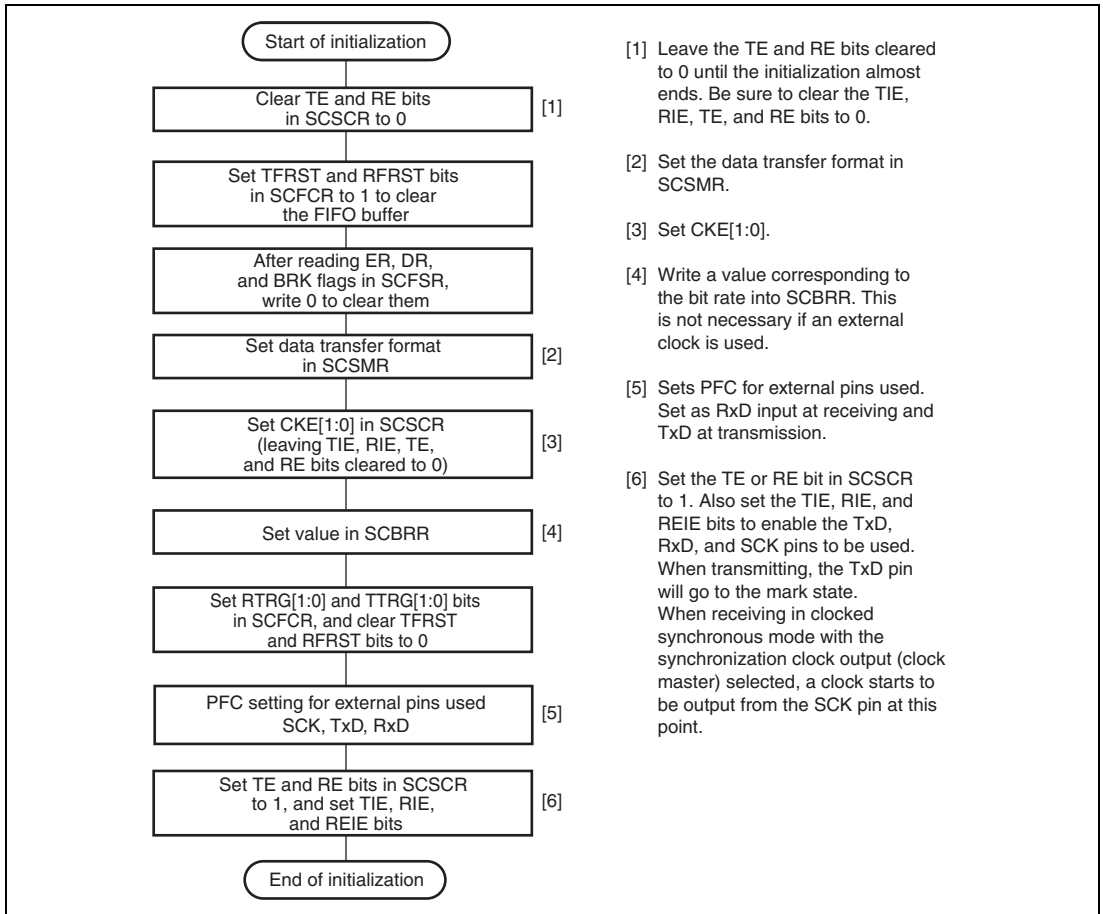 Start of initialization
Clear TE and RE bits
in SCSCR to 0
[1]
Set TFRST and RFRST bits
in SCFCR to 1 to clear
the FIFO buffer
After reading ER, DR,
and BRK flags in SCFSR,
write 0 to clear them
Set data transfer format
in SCSMR
[2]
Set CKE[1:0] in SCSCR
(leaving TIE, RIE, TE,
and RE bits cleared to 0)
[3]
Set value in SCBRR
[4]
Set RTRG[1:0] and TTRG[1:0] bits
in SCFCR, and clear TFRST
and RFRST bits to 0
PFC setting for external pins used
SCK, TxD, RxD
[5]
Set TE and RE bits in SCSCR
to 1, and set TIE, RIE,
and REIE bits
[6]
End of initialization
[1] Leave the TE and RE bits cleared
to 0 until the initialization almost
ends. Be sure to clear the TIE,
RIE, TE, and RE bits to 0.
[2] Set the data transfer format in
SCSMR.
[3] Set CKE[1:0].
[4] Write a value corresponding to
the bit rate into SCBRR. This
is not necessary if an external
clock is used.
[5] Sets PFC for external pins used.
Set as RxD input at receiving and
TxD at transmission.
[6] Set the TE or RE bit in SCSCR
to 1. Also set the TIE, RIE, and
REIE bits to enable the TxD,
RxD, and SCK pins to be used.
When transmitting, the TxD pin
will go to the mark state.
When receiving in clocked
synchronous mode with the
synchronization clock output (clock
master) selected, a clock starts to
be output from the SCK pin at this
point.